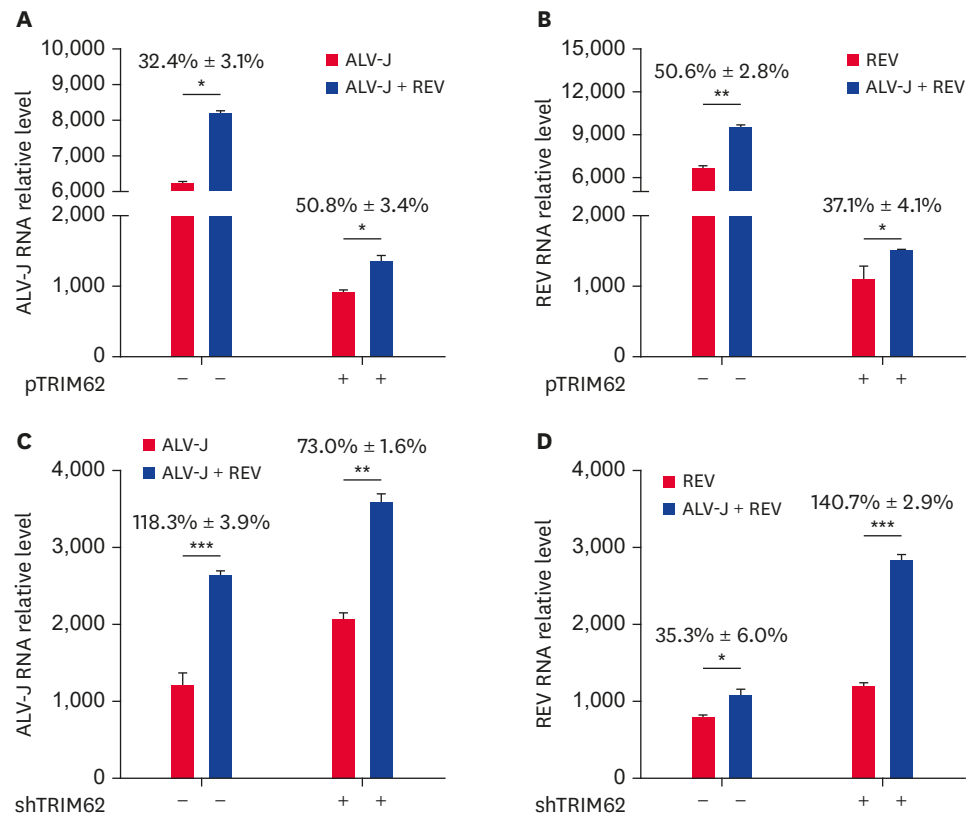 A
ALV-J RNA relative level
10,000
9,000
8,000
7,000
6,000
2,000
1,000
0
32.4% ± 3.1%
*
50.8% ± 3.4%
*
ALV-J
ALV-J + REV
pTRIM62
− − + +
B
REV RNA relative level
15,000
12,000
9,000
6,000
2,000
1,000
0
50.6% ± 2.8%
**
37.1% ± 4.1%
*
REV
ALV-J + REV
pTRIM62
− − + +
C
ALV-J RNA relative level
4,000
3,000
2,000
1,000
0
ALV-J
ALV-J + REV
118.3% ± 3.9%
***
73.0% ± 1.6%
**
shTRIM62
− − + +
D
REV RNA relative level
4,000
3,000
2,000
1,000
0
REV
ALV-J + REV
35.3% ± 6.0%
*
140.7% ± 2.9%
***
shTRIM62
− − + +